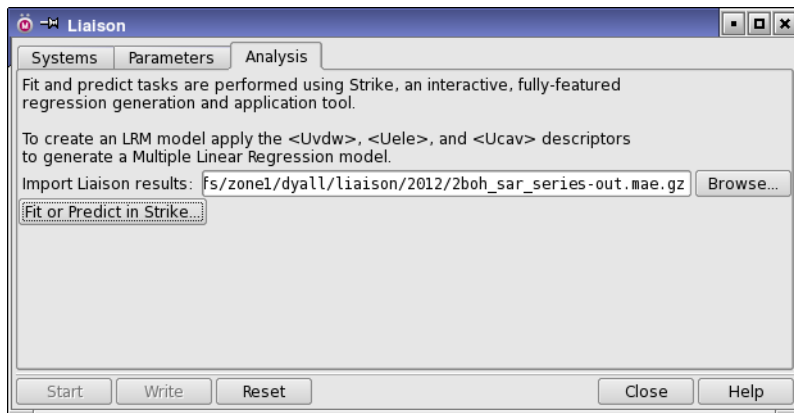 Liaison
Systems Parameters Analysis
Fit and predict tasks are performed using Strike, an interactive, fully-featured
regression generation and application tool.
To create an LRM model apply the <Uvdw>, <Uele>, and <Ucav> descriptors
to generate a Multiple Linear Regression model.
Import Liaison results: fs/zone1/dyall/liaison/2012/2boh_sar_series-out.mae.gz Browse...
Fit or Predict in Strike...
Start Write Reset Close Help